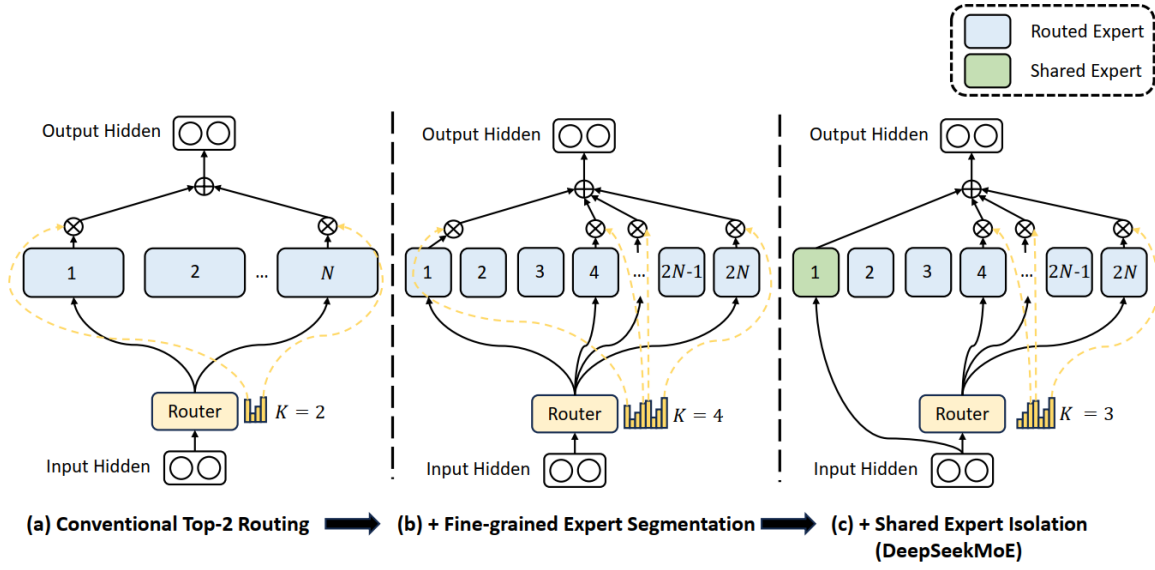 Routed Expert
Shared Expert
Output Hidden
1 2 ... N
Router K = 2
Input Hidden
(a) Conventional Top-2 Routing
Output Hidden
1 2 3 4 ... 2N-1 2N
Router K = 4
Input Hidden
(b) + Fine-grained Expert Segmentation
Output Hidden
1 2 3 4 ... 2N-1 2N
Router K = 3
Input Hidden
(c) + Shared Expert Isolation
(DeepSeekMoE)